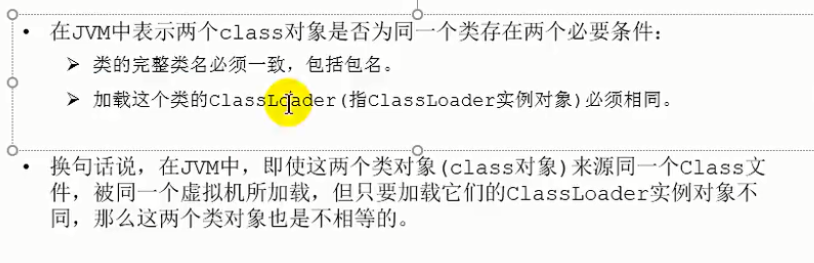 • 在JVM中表示两个class对象是否为同一个类存在两个必要条件：
➢ 类的完整类名必须一致，包括包名。
➢ 加载这个类的ClassLoader(指ClassLoader实例对象)必须相同。
• 换句话说，在JVM中，即使这两个类对象(class对象)来源同一个Class文
件，被同一个虚拟机所加载，但只要加载它们的ClassLoader实例对象不
同，那么这两个类对象也是不相等的。